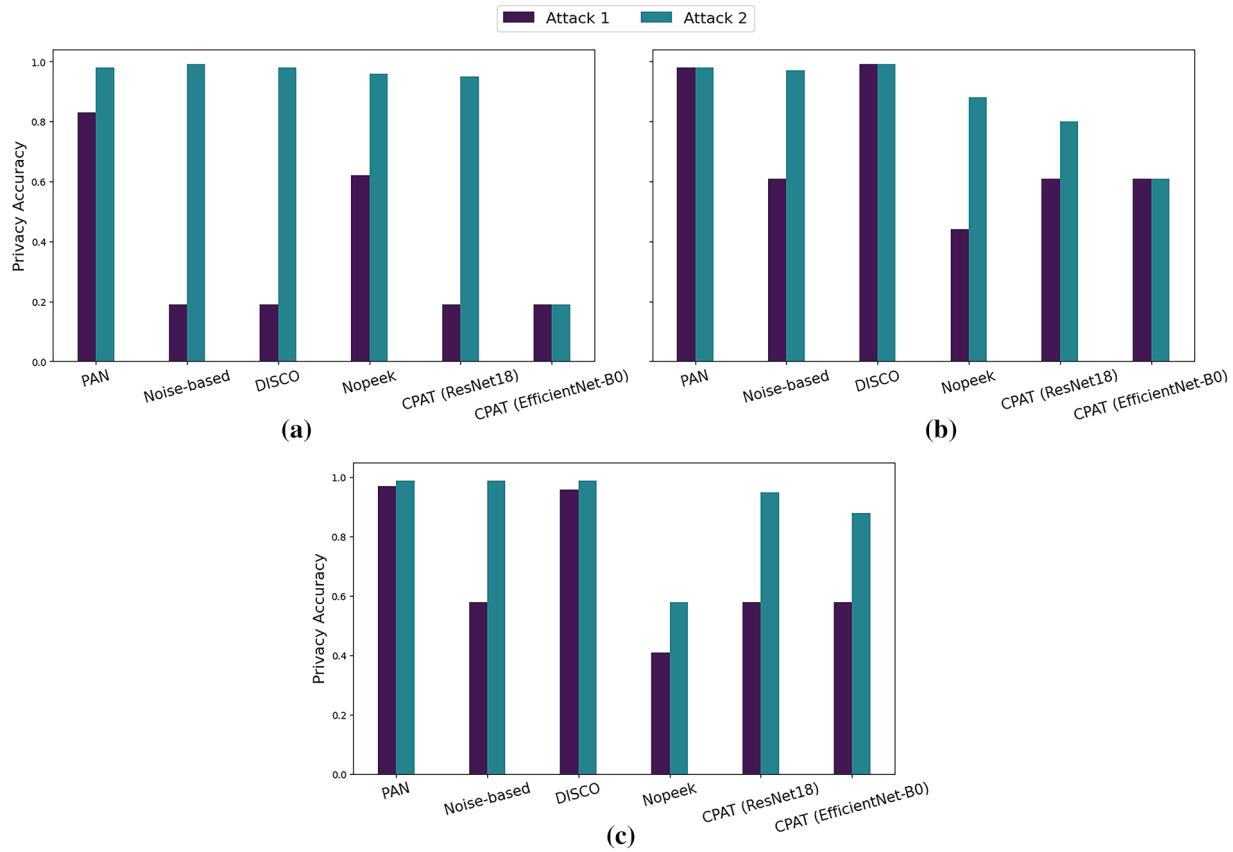 Attack 1 Attack 2
Privacy Accuracy
1.0
0.8
0.6
0.4
0.2
0.0
PAN Noise-based DISCO Nopeek CPAT (ResNet18) CPAT (EfficientNet-B0)
(a)
PAN Noise-based DISCO Nopeek CPAT (ResNet18) CPAT (EfficientNet-B0)
(b)
Privacy Accuracy
1.0
0.8
0.6
0.4
0.2
0.0
PAN Noise-based DISCO Nopeek CPAT (ResNet18) CPAT (EfficientNet-B0)
(c)